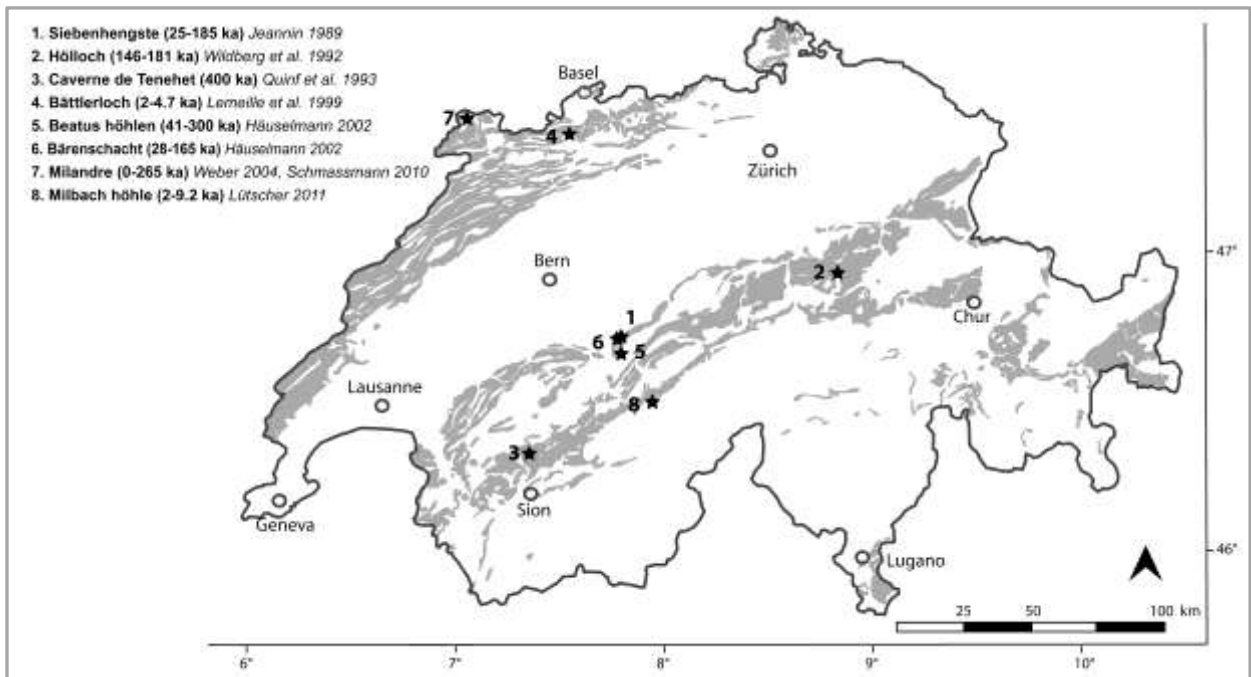 1. Siebenhengste (25-185 ka) Jeannin 1989
2. Hölloch (146-181 ka) Wildberg et al. 1992
3. Caverne de Tenehet (400 ka) Quinf et al. 1993
4. Bättlerloch (2-4.7 ka) Lemeille et al. 1999
5. Beatus höhlen (41-300 ka) Häuselmann 2002
6. Bärenschacht (28-165 ka) Häuselmann 2002
7. Milandre (0-265 ka) Weber 2004, Schmassmann 2010
8. Milbach höhle (2-9.2 ka) Lütscher 2011
Basel
7
4
Zürich
47°
Bern
2
1
Chur
6
5
Lausanne
8
3
Sion
Geneva
46°
Lugano
25 50 100 km
6° 7° 8° 9° 10°